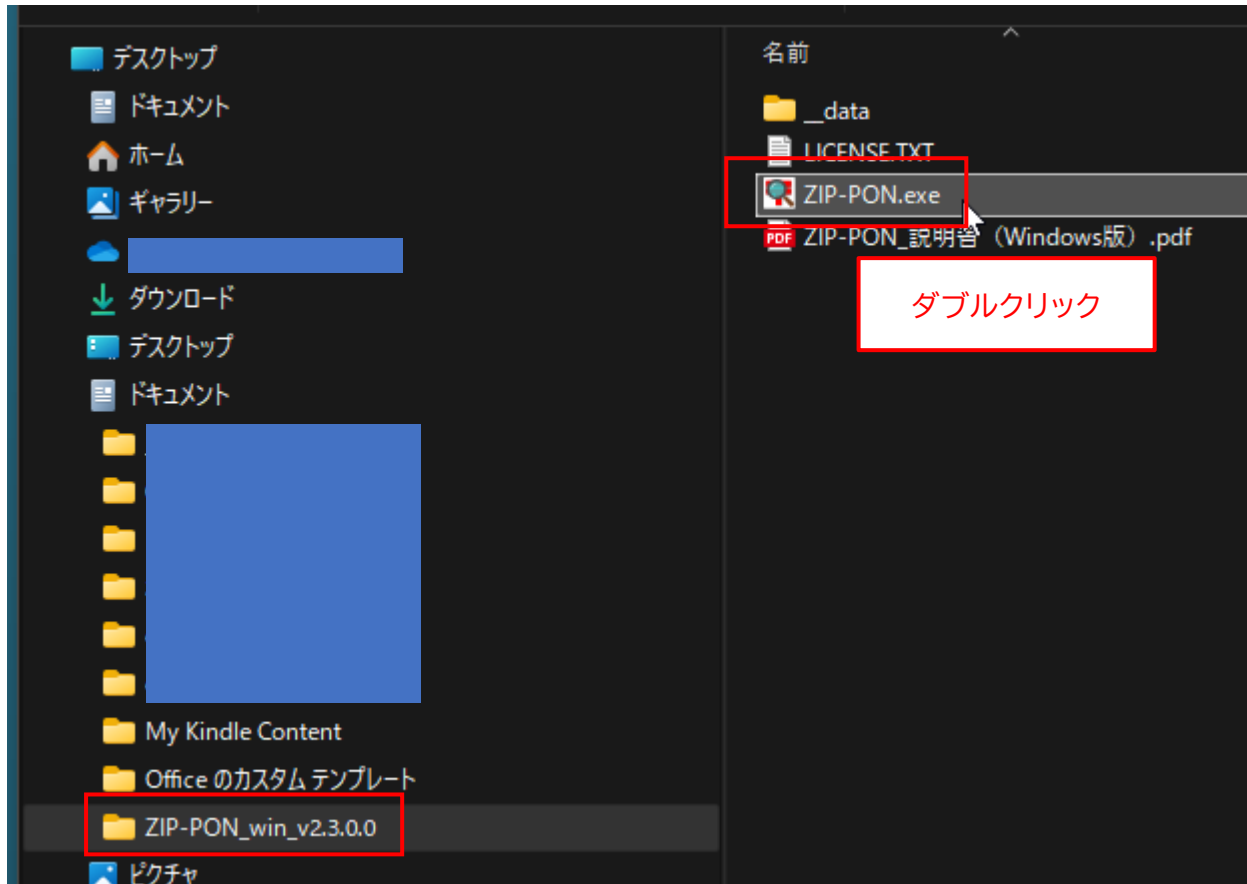 デスクトップ
ドキュメント
ホーム
ギャラリー
ダウンロード
デスクトップ
ドキュメント
My Kindle Content
Office のカスタム テンプレート
ZIP-PON_win_v2.3.0.0
ピクチャ
名前
__data
LICENSE.TXT
ZIP-PON.exe
PDF ZIP-PON_説明書（Windows版）.pdf
ダブルクリック